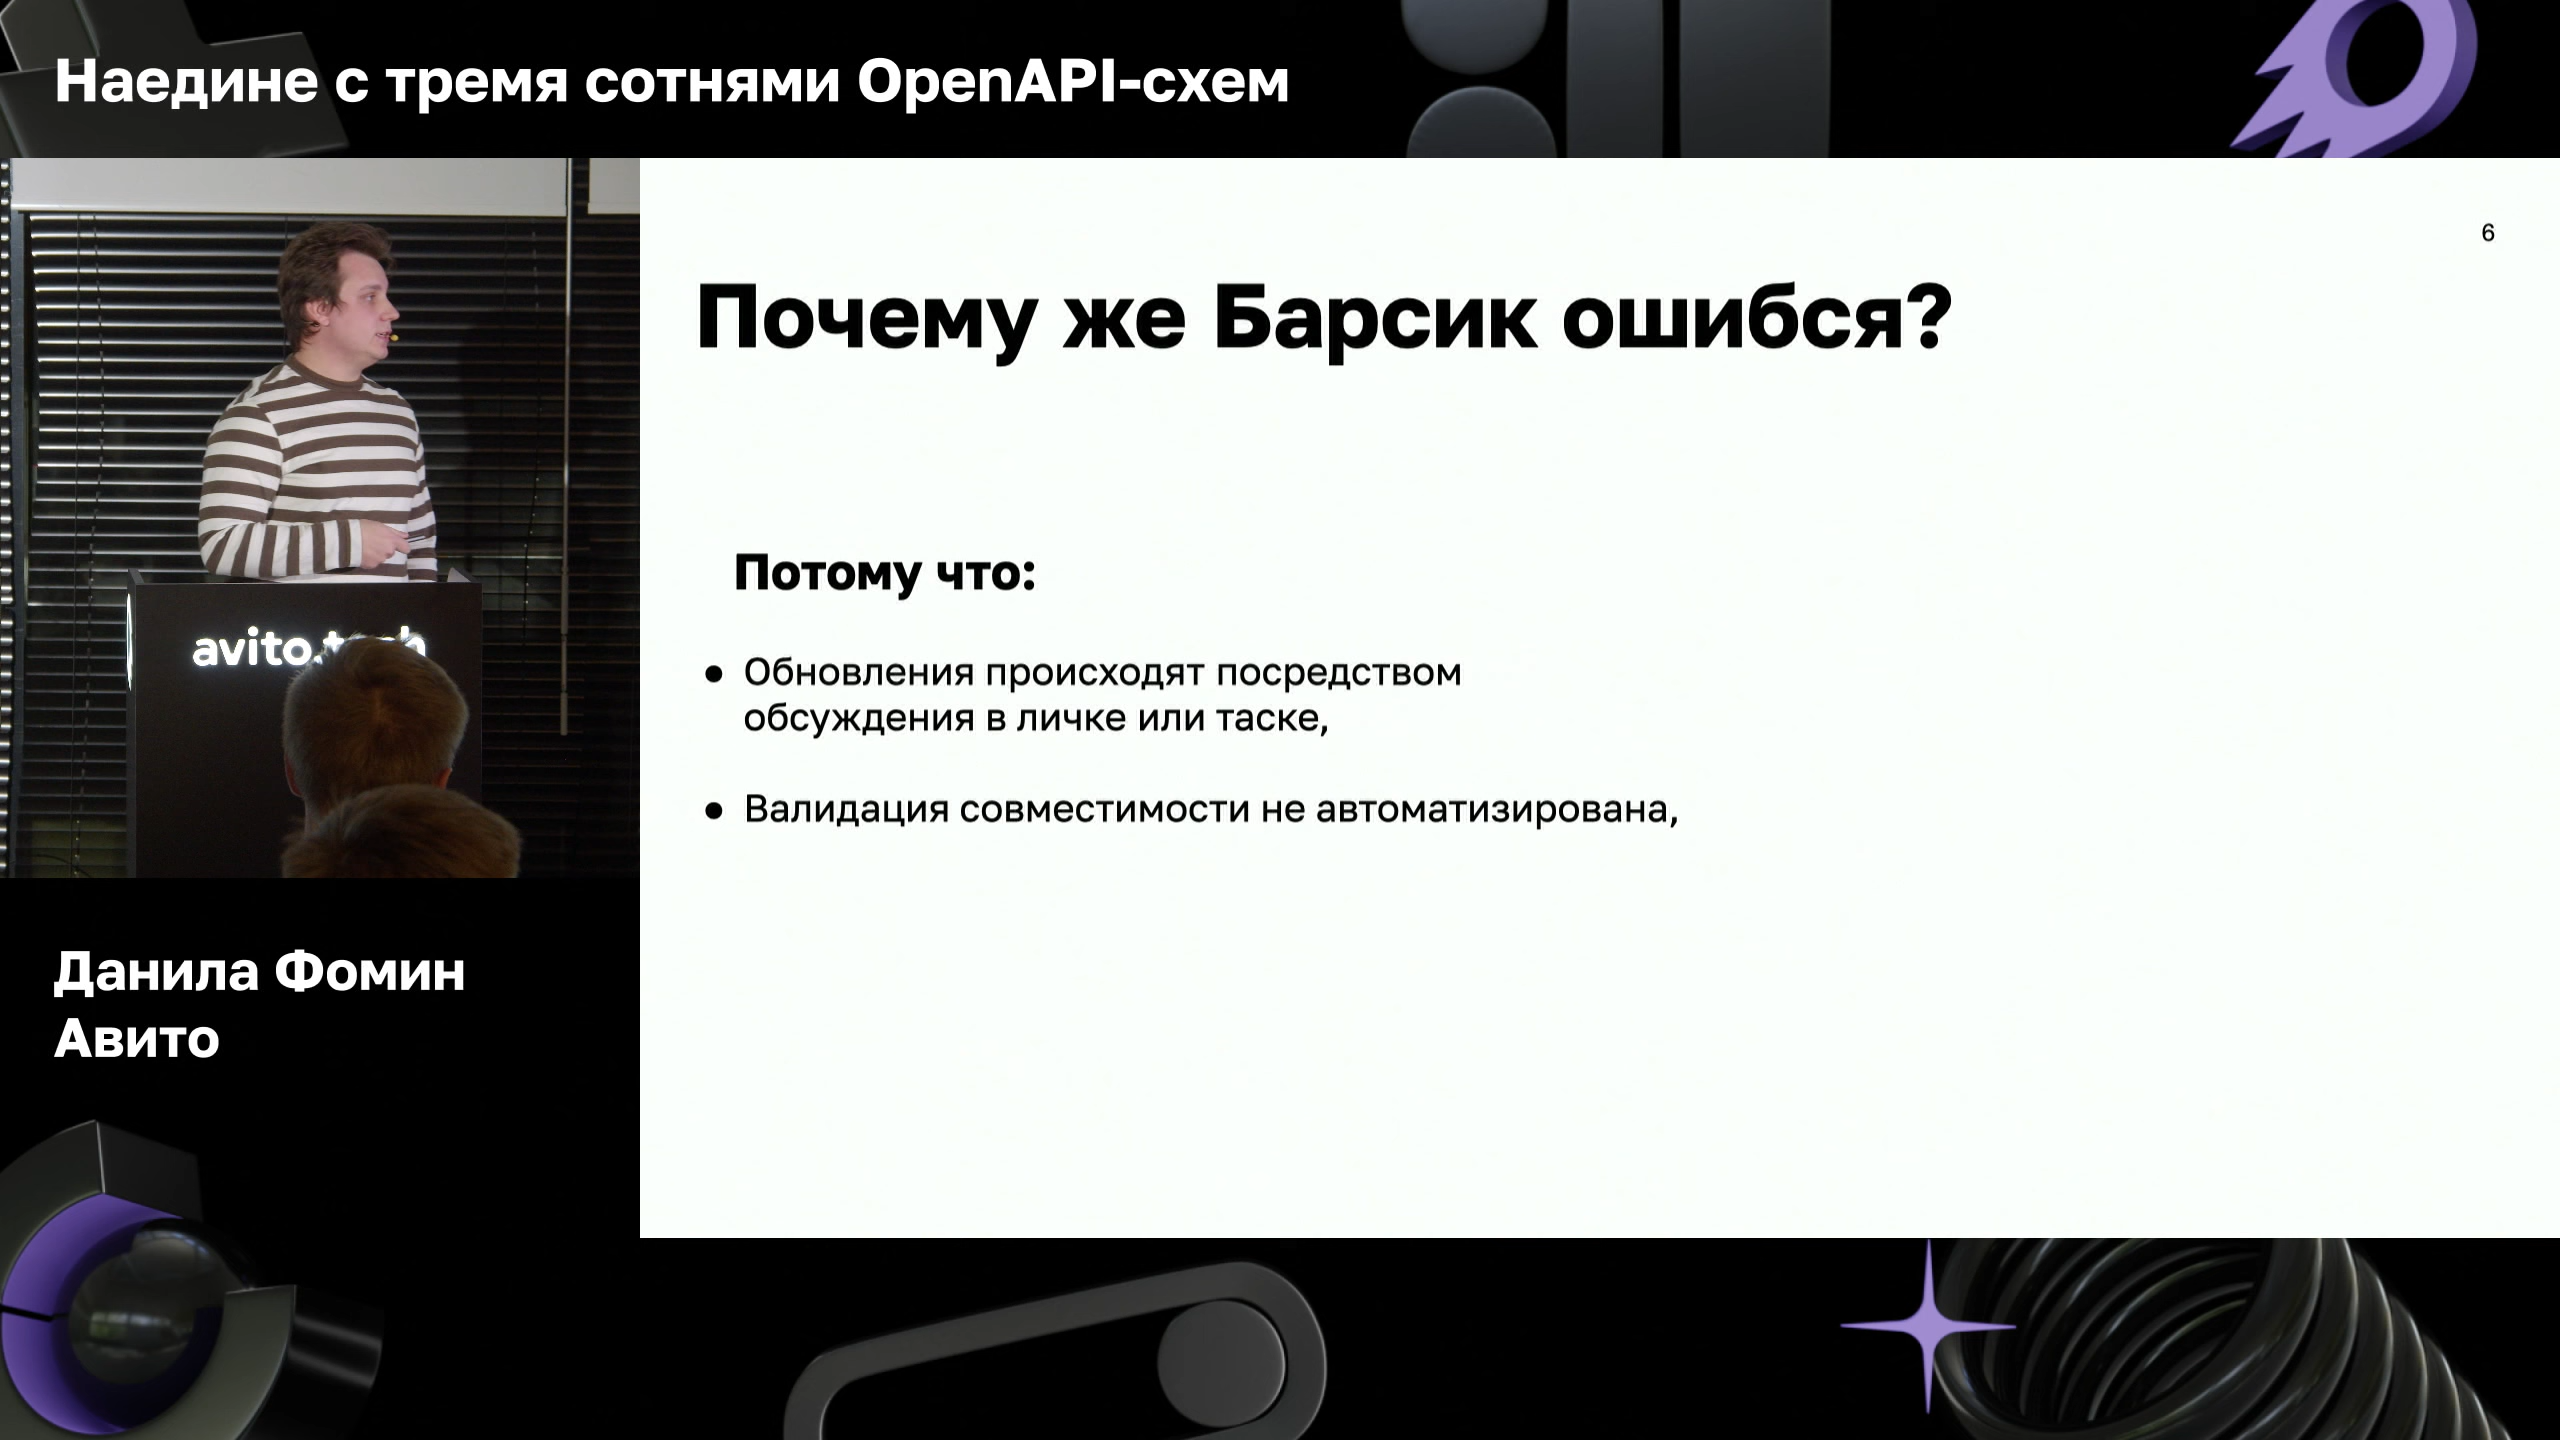 Наедине с тремя сотнями OpenAPI-схем
6
Почему же Барсик ошибся?
Потому что:
● Обновления происходят посредством
обсуждения в личке или таске,
● Валидация совместимости не автоматизирована,
avito.
Данила Фомин
Авито